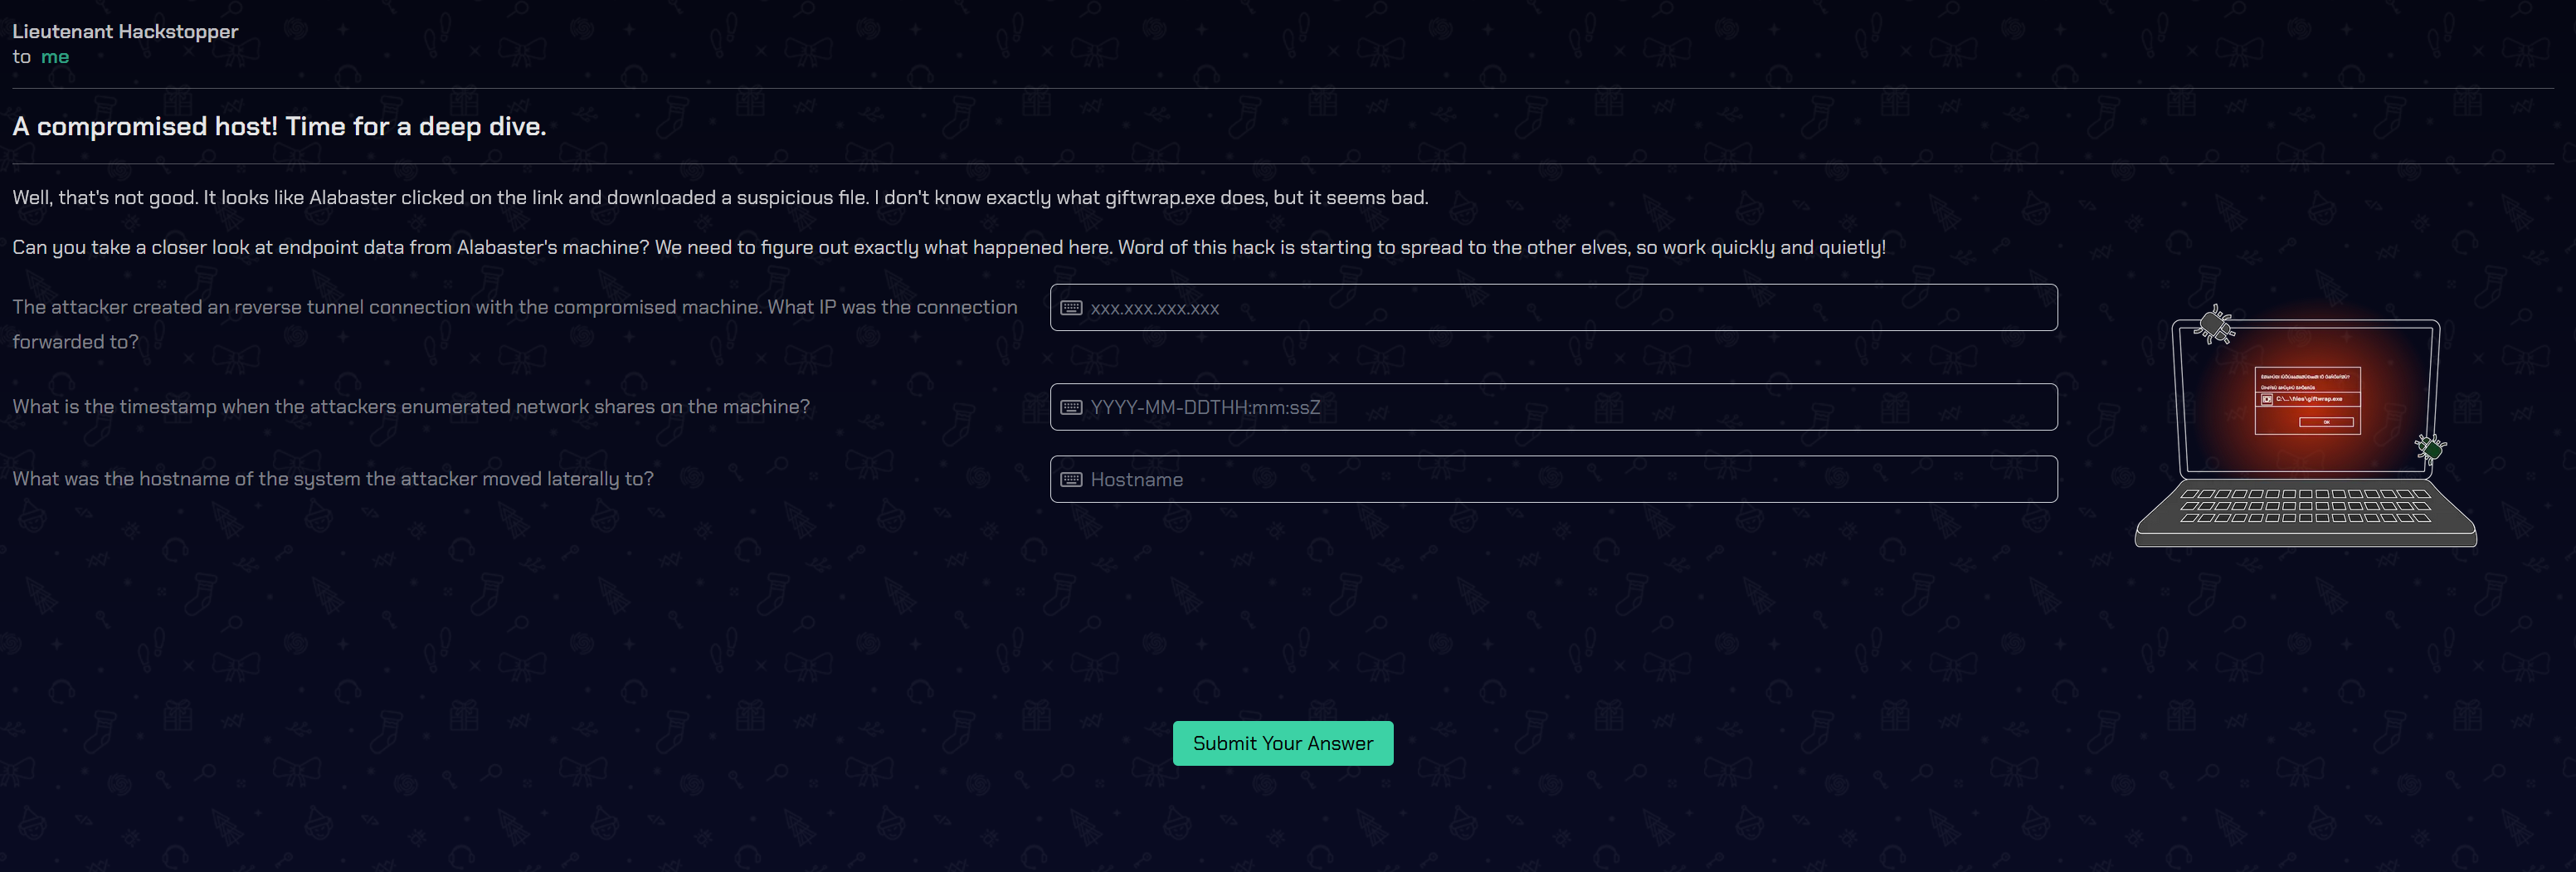 Lieutenant Hackstopper
to me
A compromised host! Time for a deep dive.
Well, that's not good. It looks like Alabaster clicked on the link and downloaded a suspicious file. I don't know exactly what giftwrap.exe does, but it seems bad.
Can you take a closer look at endpoint data from Alabaster's machine? We need to figure out exactly what happened here. Word of this hack is starting to spread to the other elves, so work quickly and quietly!
The attacker created an reverse tunnel connection with the compromised machine. What IP was the connection
forwarded to?
xxx.xxx.xxx.xxx
What is the timestamp when the attackers enumerated network shares on the machine?
YYYY-MM-DDTHH:mm:ssZ
What was the hostname of the system the attacker moved laterally to?
Hostname
C:\...\files\giftwrap.exe
OK
Submit Your Answer